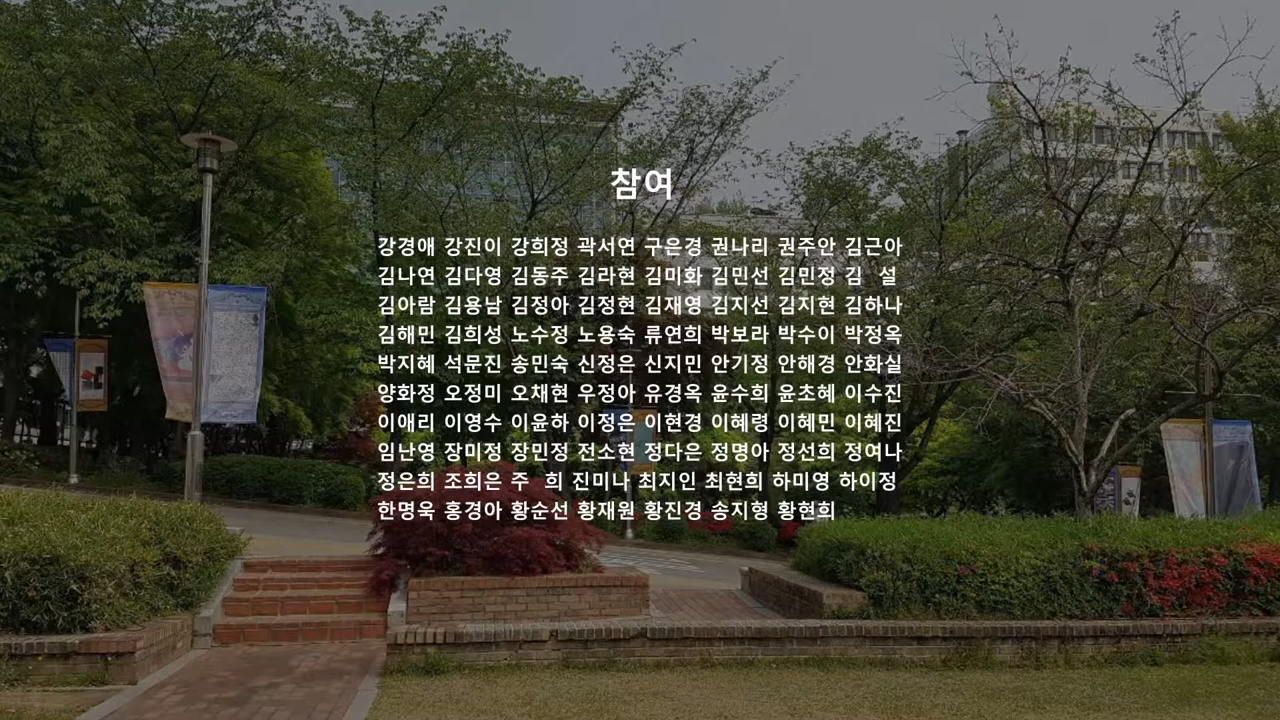 참여
강경애 강진이 강희정 곽서연 구은경 권나리 권주안 김근아
김나연 김다영 김동주 김라현 김미화 김민선 김민정 김  설
김아람 김용남 김정아 김정현 김재영 김지선 김지현 김하나
김해민 김희성 노수정 노용숙 류연희 박보라 박수이 박정옥
박지혜 석문진 송민숙 신정은 신지민 안기정 안해경 안화실
양화정 오정미 오채현 우정아 유경옥 윤수희 윤초혜 이수진
이애리 이영수 이윤하 이정은 이현경 이혜령 이혜민 이혜진
임난영 장미정 장민정 전소현 정다은 정명아 정선희 정여나
정은희 조희은 주  희 진미나 최지인 최현희 하미영 하이정
한명욱 홍경아 황순선 황재원 황진경 송지형 황현희